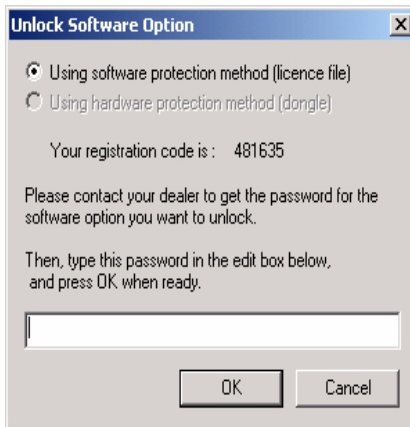 Unlock Software Option
Using software protection method (licence file)
Using hardware protection method (dongle)
Your registration code is : 481635
Please contact your dealer to get the password for the
software option you want to unlock.
Then, type this password in the edit box below,
and press OK when ready.
OK Cancel